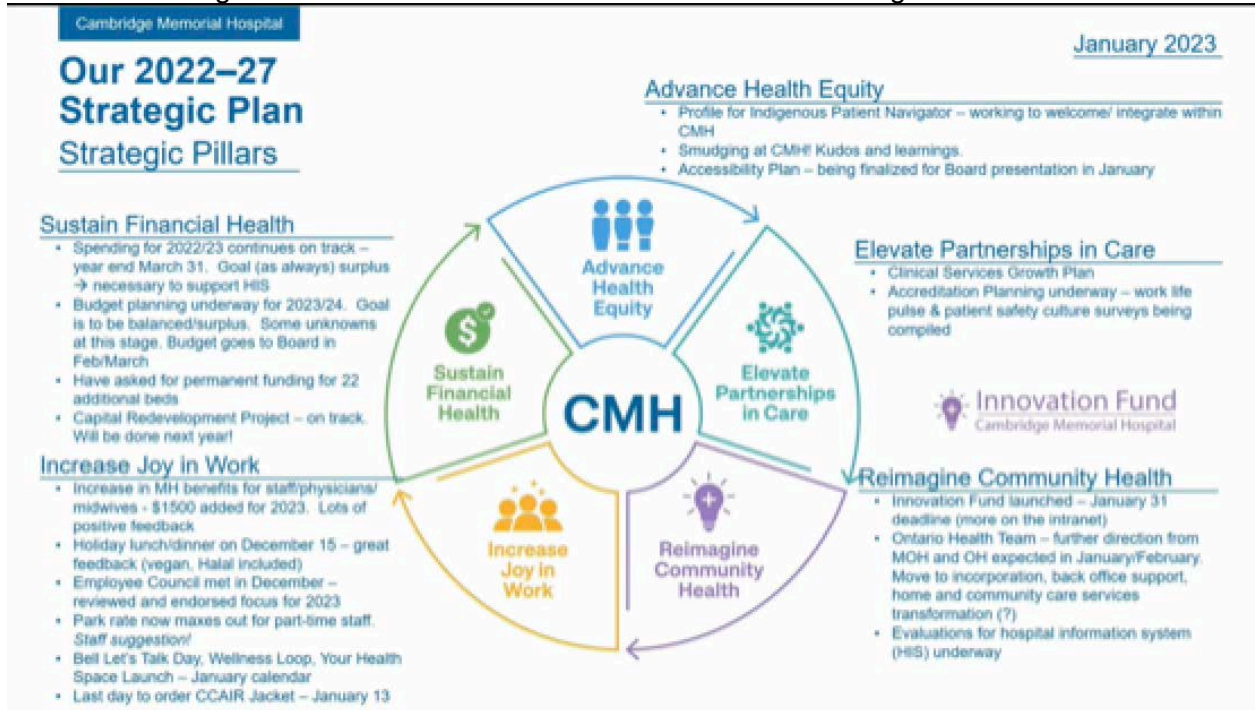 Cambridge Memorial Hospital
Our 2022–27
Strategic Plan
Strategic Pillars
January 2023
Advance Health Equity
• Profile for Indigenous Patient Navigator – working to welcome/ integrate within
CMH
• Smudging at CMH! Kudos and learnings.
• Accessibility Plan – being finalized for Board presentation in January
Sustain Financial Health
• Spending for 2022/23 continues on track –
year end March 31. Goal (as always) surplus
→ necessary to support HIS
• Budget planning underway for 2023/24. Goal
is to be balanced/surplus. Some unknowns
at this stage. Budget goes to Board in
Feb/March
• Have asked for permanent funding for 22
additional beds
• Capital Redevelopment Project – on track.
Will be done next year!
Increase Joy in Work
• Increase in MH benefits for staff/physicians/
midwives - $1500 added for 2023. Lots of
positive feedback
• Holiday lunch/dinner on December 15 – great
feedback (vegan, Halal included)
• Employee Council met in December –
reviewed and endorsed focus for 2023
• Park rate now maxes out for part-time staff.
Staff suggestion!
• Bell Let's Talk Day, Wellness Loop, Your Health
Space Launch – January calendar
• Last day to order CCAIR Jacket – January 13
Advance
Health
Equity
$
Sustain
Financial
Health
Elevate
Partnerships
in Care
CMH
Increase
Joy in
Work
Reimagine
Community
Health
Elevate Partnerships in Care
• Clinical Services Growth Plan
• Accreditation Planning underway – work life
pulse & patient safety culture surveys being
compiled
Innovation Fund
Cambridge Memorial Hospital
Reimagine Community Health
• Innovation Fund launched – January 31
deadline (more on the intranet)
• Ontario Health Team – further direction from
MOH and OH expected in January/February.
Move to incorporation, back office support,
home and community care services
transformation (?)
• Evaluations for hospital information system
(HIS) underway